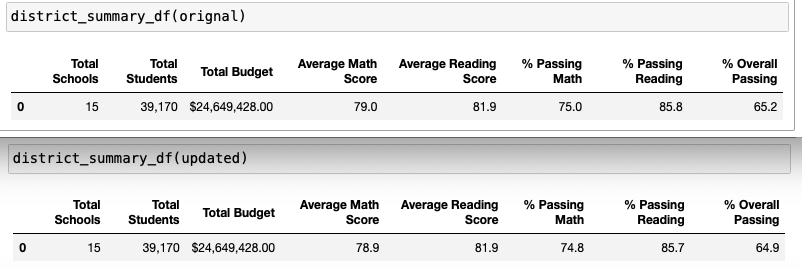 district_summary_df(orignal)
Total Schools Total Students Total Budget Average Math Score Average Reading Score % Passing Math % Passing Reading % Overall Passing
0 15 39,170 $24,649,428.00 79.0 81.9 75.0 85.8 65.2
district_summary_df(updated)
Total Schools Total Students Total Budget Average Math Score Average Reading Score % Passing Math % Passing Reading % Overall Passing
0 15 39,170 $24,649,428.00 78.9 81.9 74.8 85.7 64.9